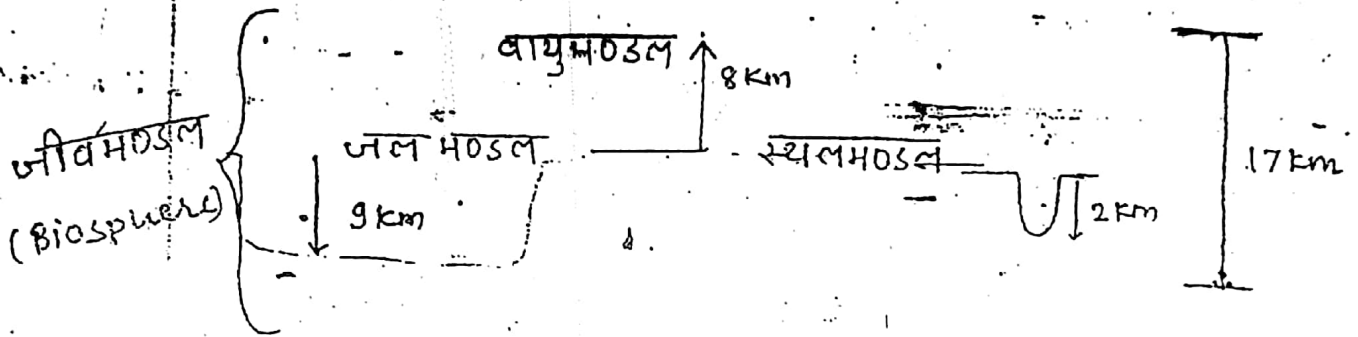 वायुमण्डल
8 Km
जीवमण्डल
(Biosphere)
जल मण्डल
9 Km
स्थलमण्डल
2 Km
17 Km